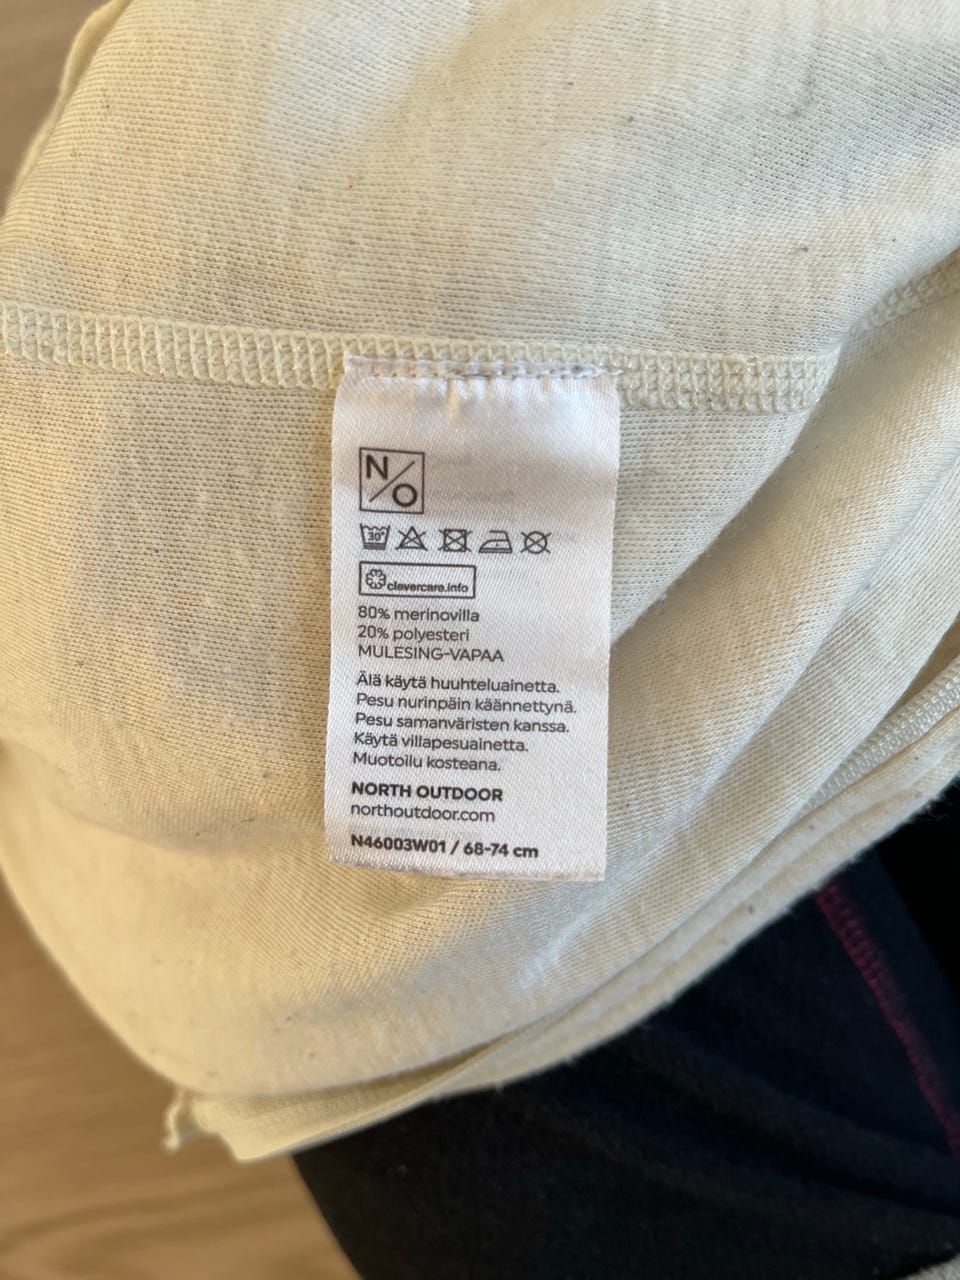 N/O
30°
clevercare.info
80% merinovilla
20% polyesteri
MULESING-VAPAA
Älä käytä huuhteluainetta.
Pesu nurinpäin käännettynä.
Pesu samanväristen kanssa.
Käytä villapesuainetta.
Muotoilu kosteana.
NORTH OUTDOOR
northoutdoor.com
N46003W01 / 68-74 cm